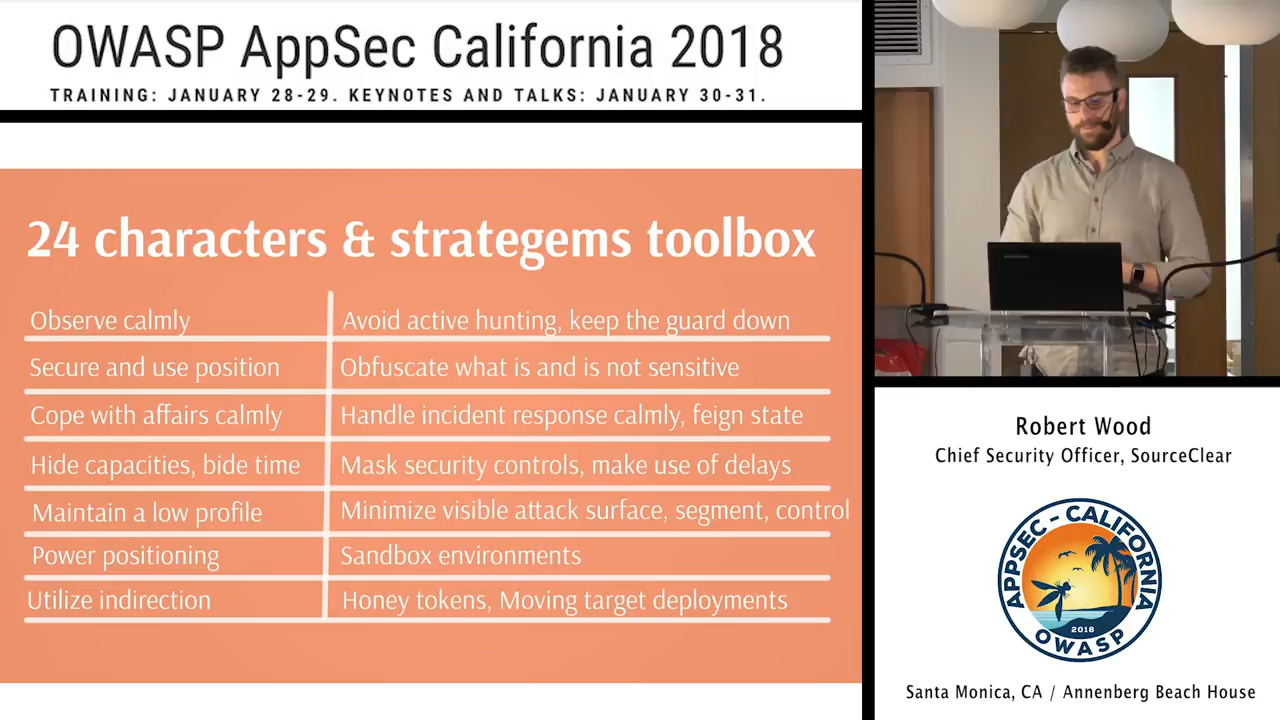 OWASP AppSec California 2018
TRAINING: JANUARY 28-29. KEYNOTES AND TALKS: JANUARY 30-31.
24 characters & strategems toolbox
Observe calmly Avoid active hunting, keep the guard down
Secure and use position Obfuscate what is and is not sensitive
Cope with affairs calmly Handle incident response calmly, feign state
Hide capacities, bide time Mask security controls, make use of delays
Maintain a low profile Minimize visible attack surface, segment, control
Power positioning Sandbox environments
Utilize indirection Honey tokens, Moving target deployments
Robert Wood
Chief Security Officer, SourceClear
APPSEC - CALIFORNIA
2018
OWASP
Santa Monica, CA / Annenberg Beach House